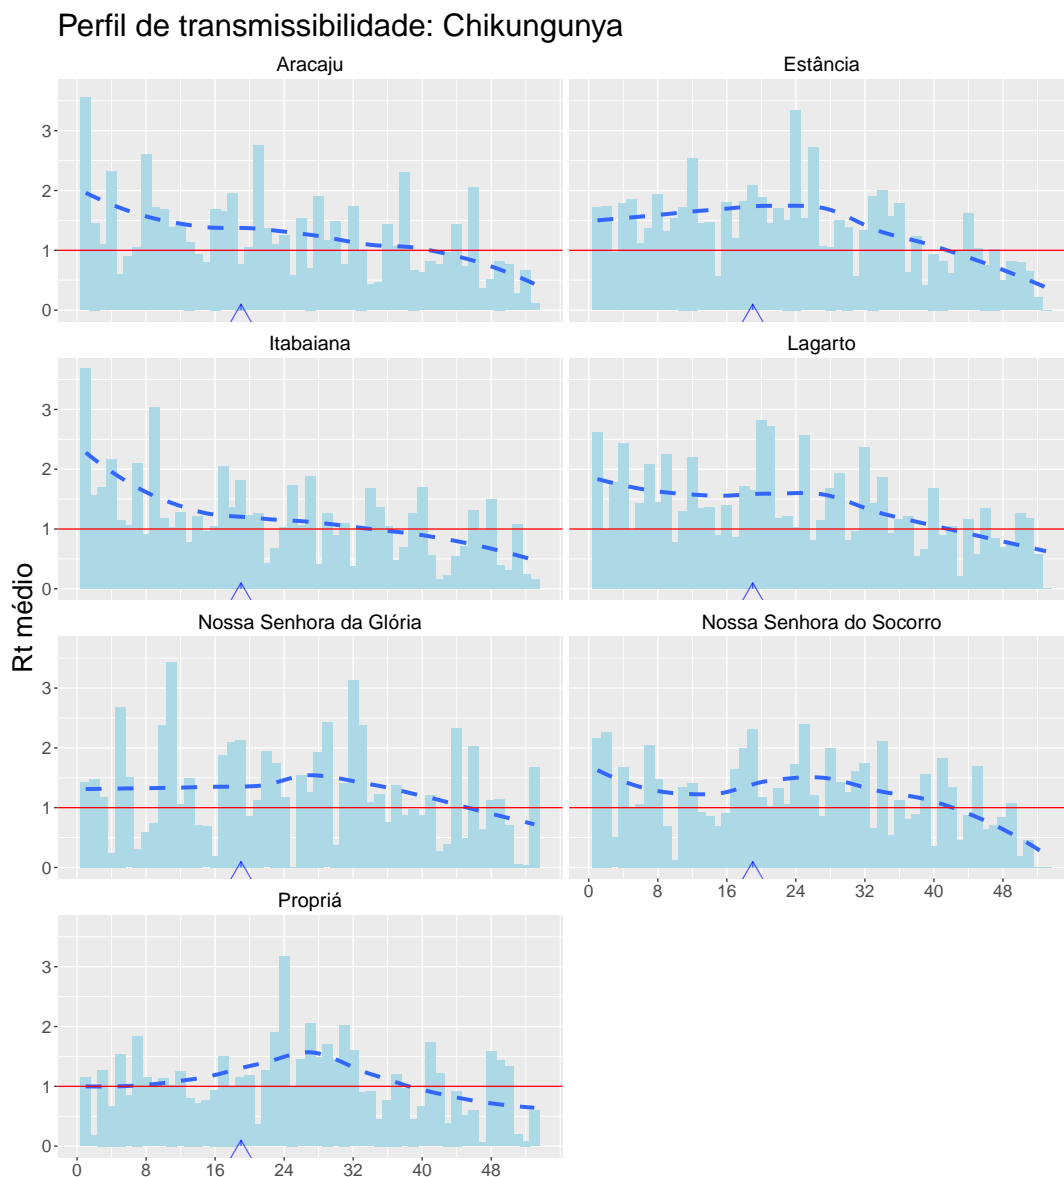 Perfil de transmissibilidade: Chikungunya
Aracaju
Estância
3
2
1
0
Itabaiana
Lagarto
3
2
1
0
Rt médio
Nossa Senhora da Glória
Nossa Senhora do Socorro
3
2
1
0
0 8 16 24 32 40 48
Propriá
3
2
1
0
0 8 16 24 32 40 48